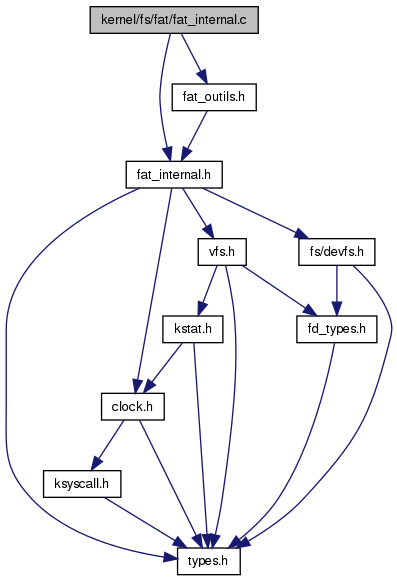 kernel/fs/fat/fat_internal.c
fat_outils.h
fat_internal.h
vfs.h
fs/devfs.h
kstat.h
fd_types.h
clock.h
ksyscall.h
types.h